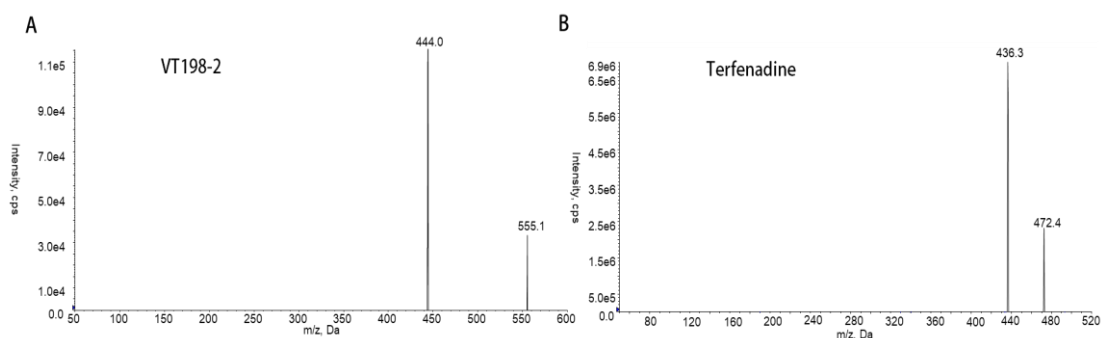 A
VT198-2
444.0
555.1
1.1e5
9.0e4
7.0e4
5.0e4
3.0e4
1.0e4
0.0
Intensity, cps
50 100 150 200 250 300 350 400 450 500 550 600
m/z, Da
B
Terfenadine
436.3
472.4
6.9e6
6.5e6
5.5e6
4.5e6
3.5e6
2.5e6
1.5e6
5.0e5
0.0
Intensity, cps
80 120 160 200 240 280 320 360 400 440 480 520
m/z, Da